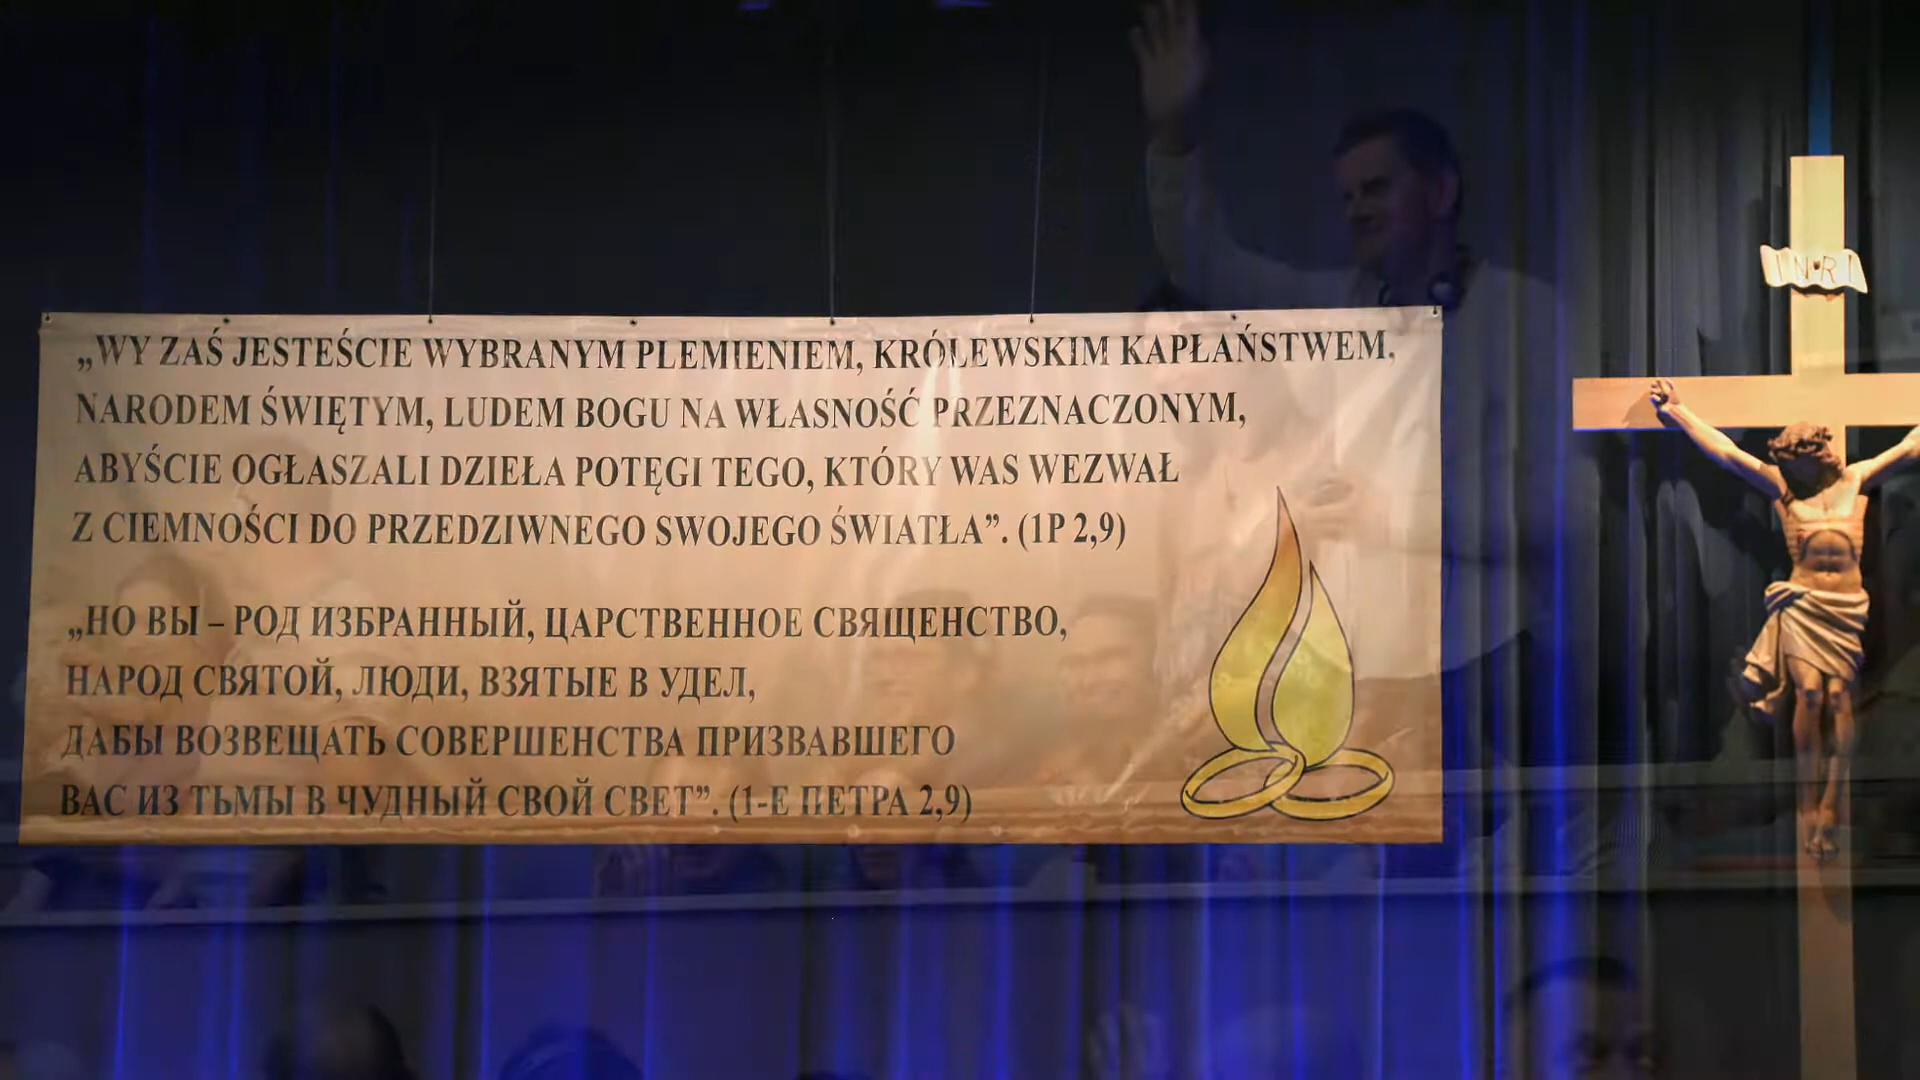 „WY ZAŚ JESTEŚCIE WYBRANYM PLEMIENIEM, KRÓLEWSKIM KAPŁAŃSTWEM,
NARODEM ŚWIĘTYM, LUDEM BOGU NA WŁASNOŚĆ PRZEZNACZONYM,
ABYŚCIE OGŁASZALI DZIEŁA POTĘGI TEGO, KTÓRY WAS WEZWAŁ
Z CIEMNOŚCI DO PRZEDZIWNEGO SWOJEGO ŚWIATŁA”. (1P 2,9)
„НО ВЫ – РОД ИЗБРАННЫЙ, ЦАРСТВЕННОЕ СВЯЩЕНСТВО,
НАРОД СВЯТОЙ, ЛЮДИ, ВЗЯТЫЕ В УДЕЛ,
ДАБЫ ВОЗВЕЩАТЬ СОВЕРШЕНСТВА ПРИЗВАВШЕГО
ВАС ИЗ ТЬМЫ В ЧУДНЫЙ СВОЙ СВЕТ”. (1-Е ПЕТРА 2,9)
INRI